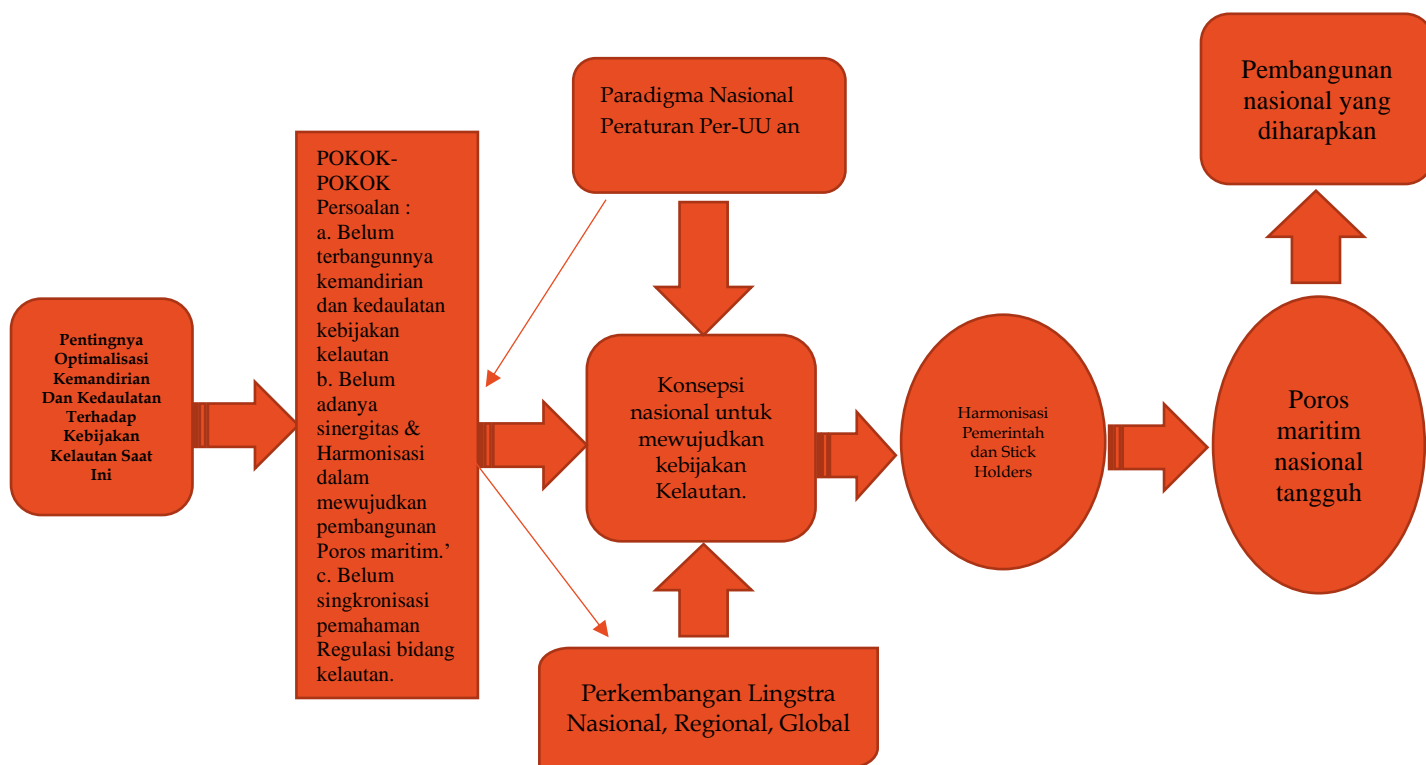 Pentingnya
Optimalisasi
Kemandirian
Dan Kedaulatan
Terhadap
Kebijakan
Kelautan Saat
Ini
POKOK-
POKOK
Persoalan :
a. Belum
terbangunnya
kemandirian
dan kedaulatan
kebijakan
kelautan
b. Belum
adanya
sinergitas &
Harmonisasi
dalam
mewujudkan
pembangunan
Poros maritim.’
c. Belum
singkronisasi
pemahaman
Regulasi bidang
kelautan.
Paradigma Nasional
Peraturan Per-UU an
Konsepsi
nasional untuk
mewujudkan
kebijakan
Kelautan.
Perkembangan Lingstra
Nasional, Regional, Global
Harmonisasi
Pemerintah
dan Stick
Holders
Poros
maritim
nasional
tangguh
Pembangunan
nasional yang
diharapkan